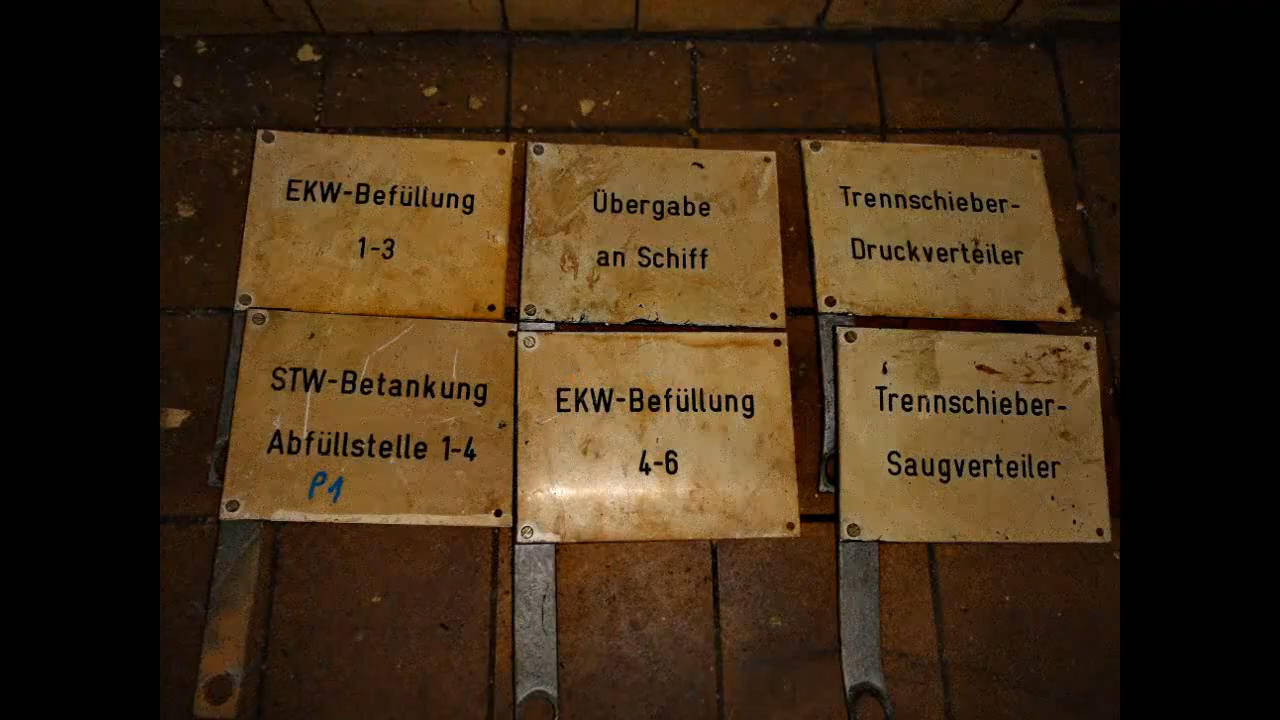 EKW-Befüllung
1-3
Übergabe
an Schiff
Trennschieber-
Druckverteiler
STW-Betankung
Abfüllstelle 1-4
P1
EKW-Befüllung
4-6
Trennschieber-
Saugverteiler